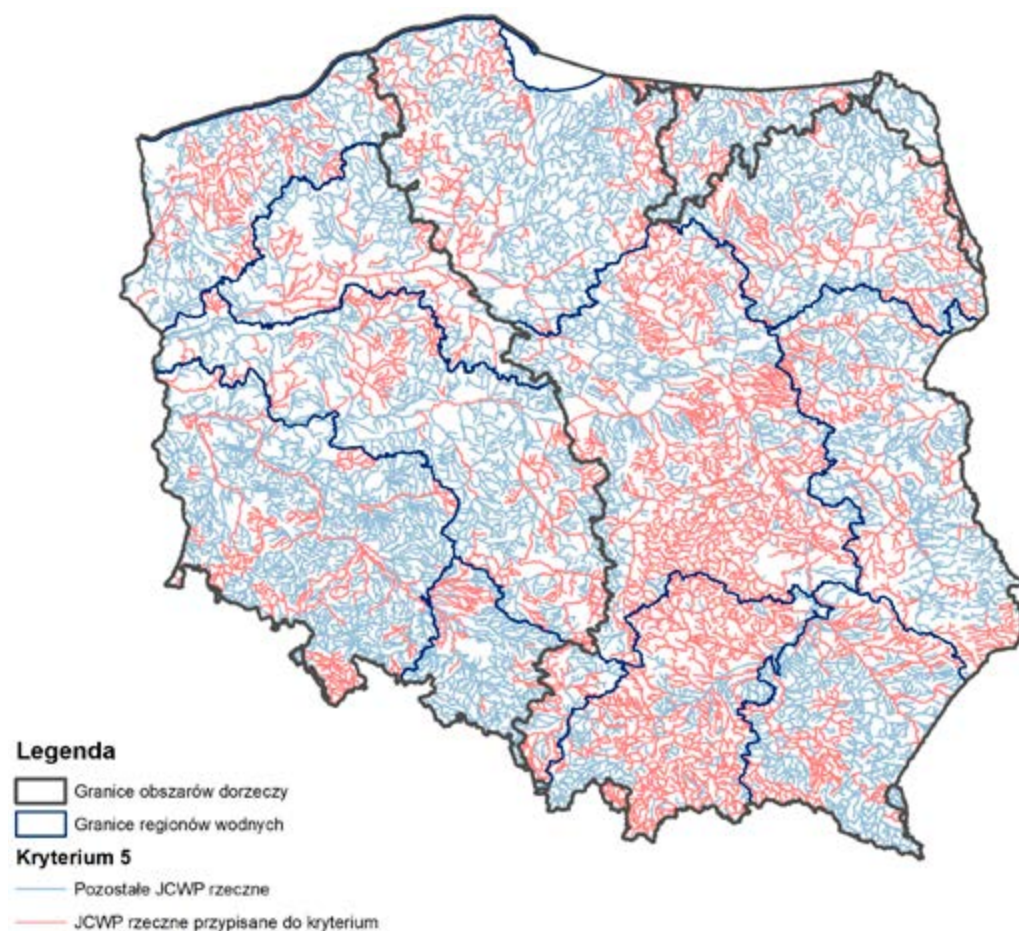 Legenda
Granice obszarów dorzeczy
Granice regionów wodnych
Kryterium 5
Pozostałe JCWP rzeczne
JCWP rzeczne przypisane do kryterium